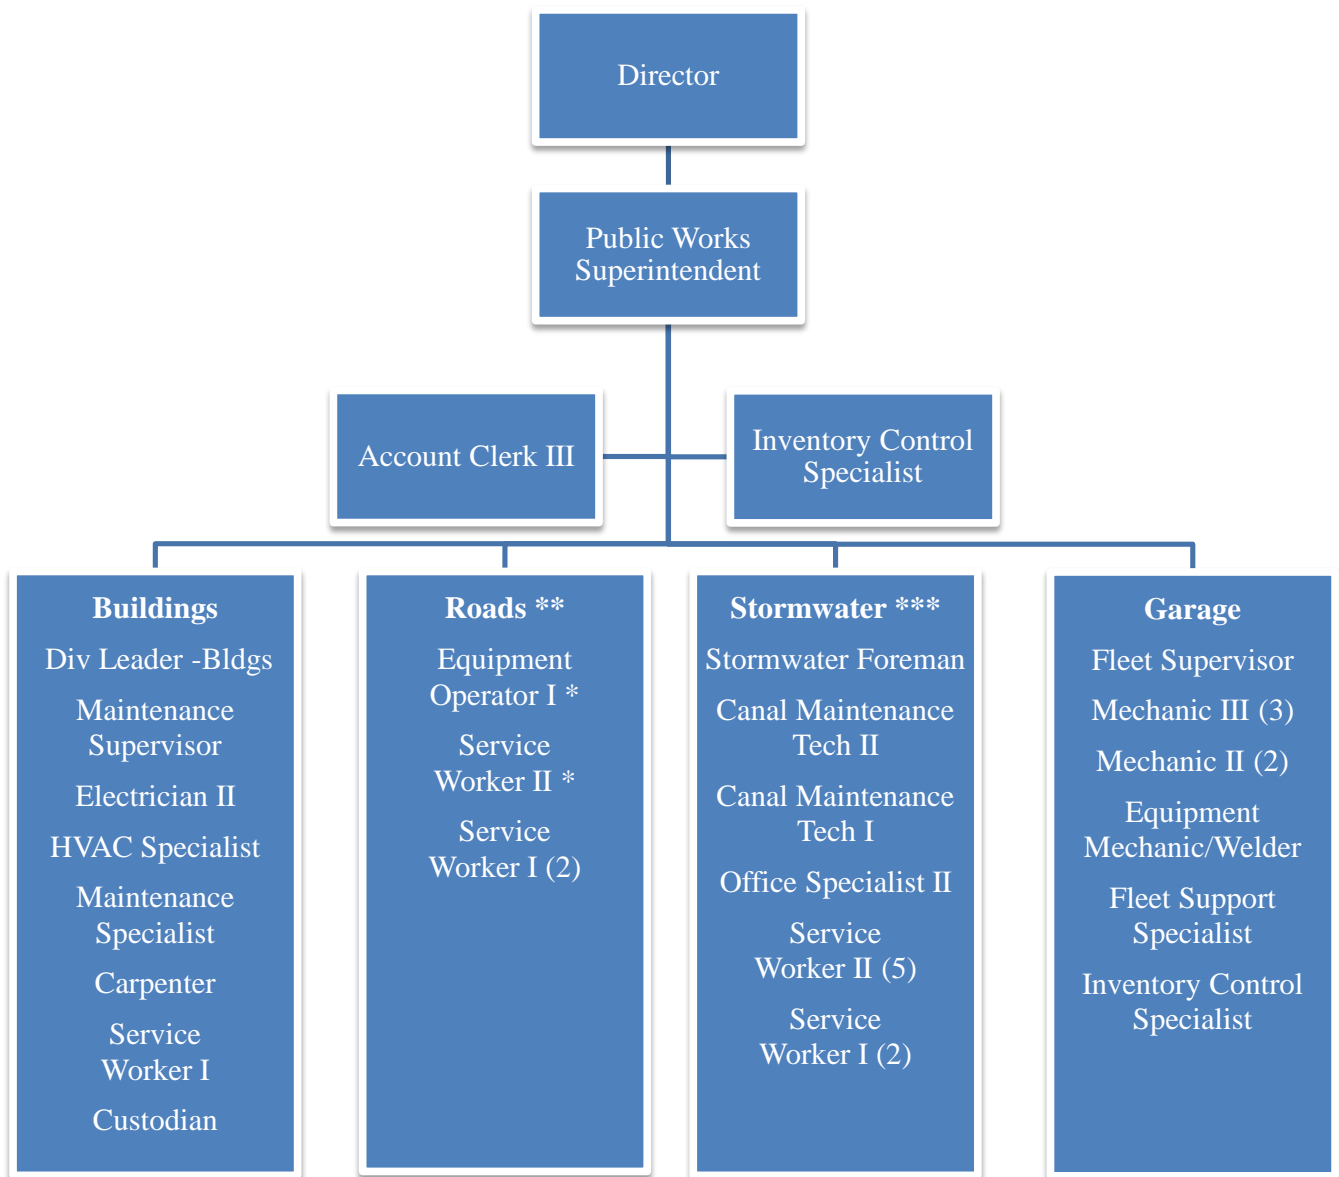 Director
Public Works
Superintendent
Account Clerk III
Inventory Control
Specialist
Buildings
Div Leader -Bldgs
Maintenance
Supervisor
Electrician II
HVAC Specialist
Maintenance
Specialist
Carpenter
Service
Worker I
Custodian
Roads **
Equipment
Operator I *
Service
Worker II *
Service
Worker I (2)
Stormwater ***
Stormwater Foreman
Canal Maintenance
Tech II
Canal Maintenance
Tech I
Office Specialist II
Service
Worker II (5)
Service
Worker I (2)
Garage
Fleet Supervisor
Mechanic III (3)
Mechanic II (2)
Equipment
Mechanic/Welder
Fleet Support
Specialist
Inventory Control
Specialist